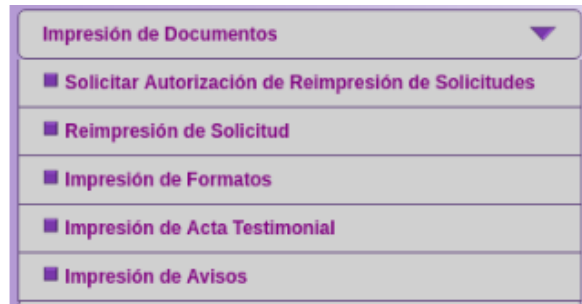 Impresión de Documentos
Solicitar Autorización de Reimpresión de Solicitudes
Reimpresión de Solicitud
Impresión de Formatos
Impresión de Acta Testimonial
Impresión de Avisos